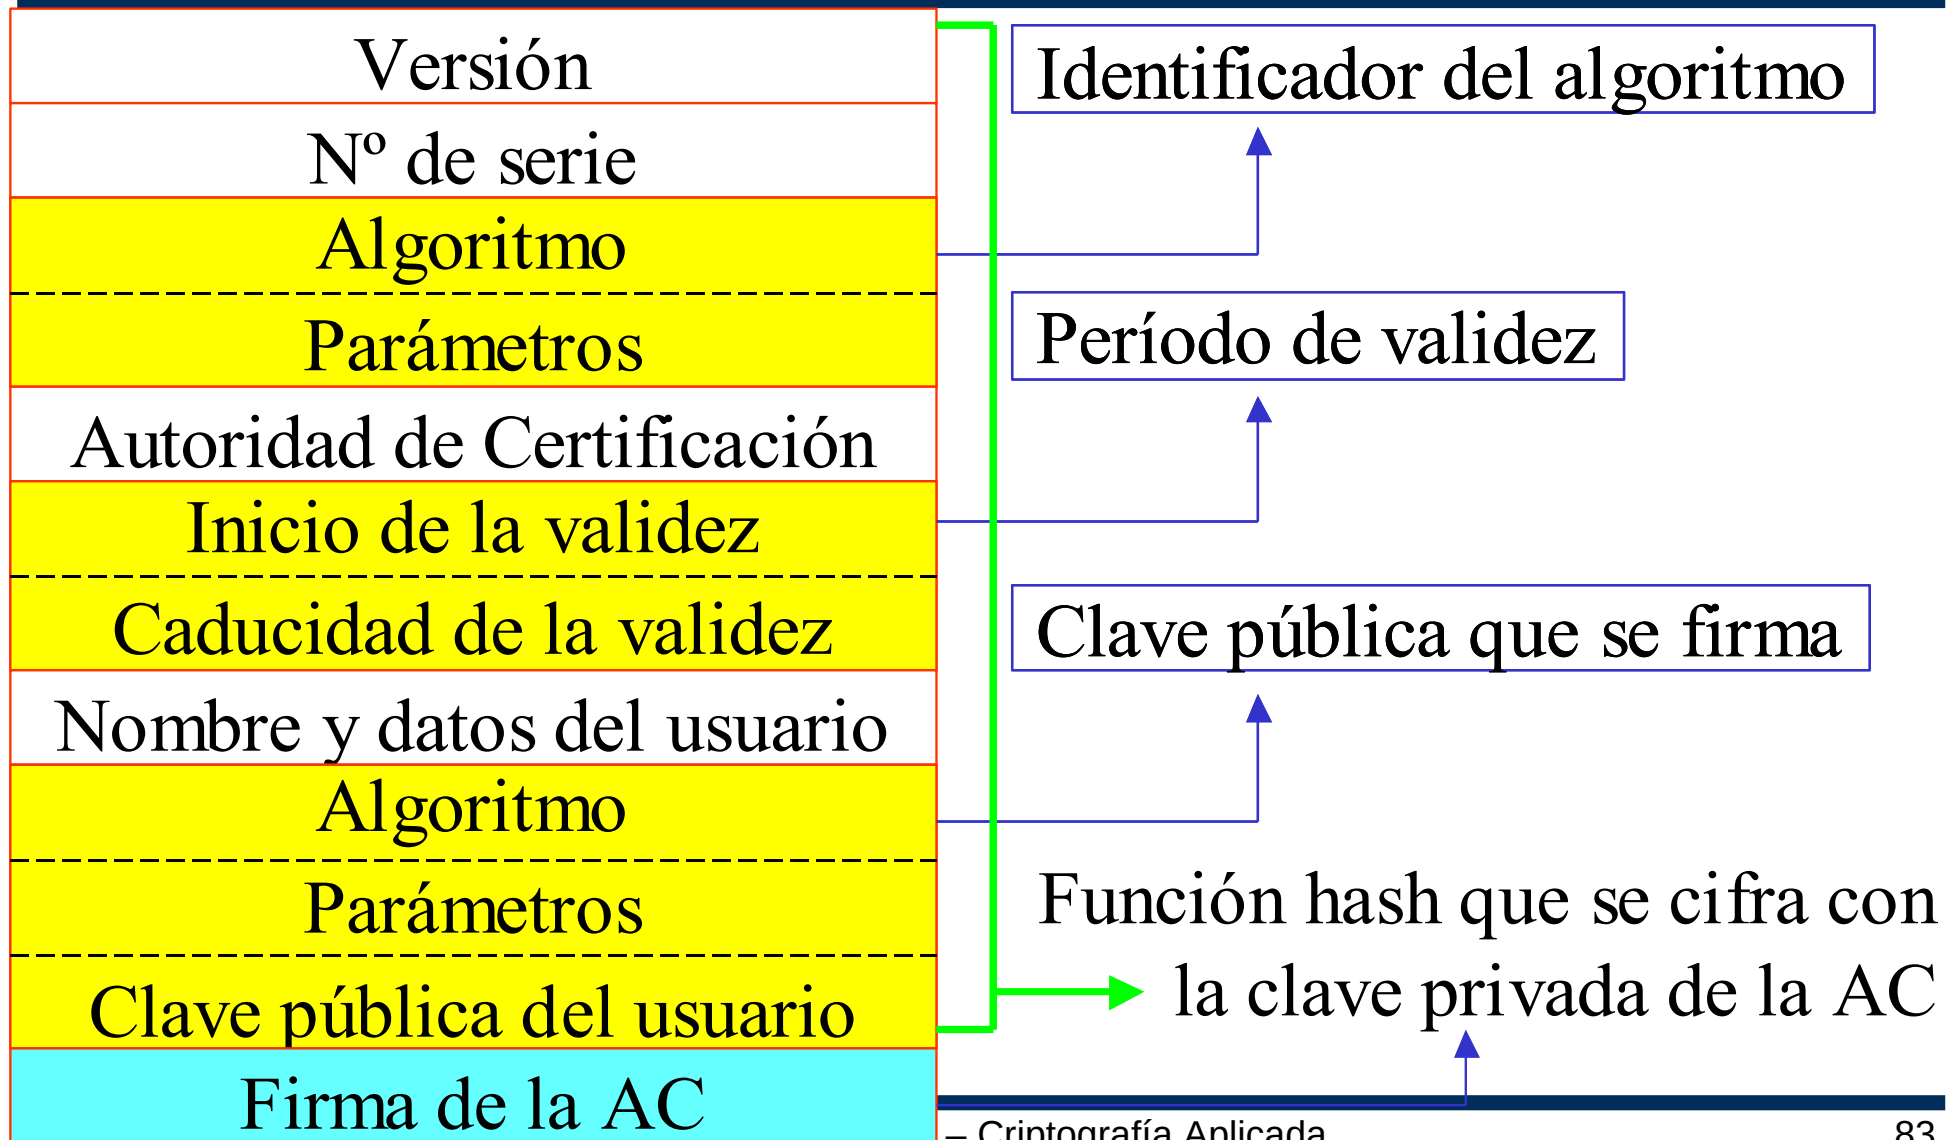 Versión
Nº de serie
Algoritmo
Parámetros
Autoridad de Certificación
Inicio de la validez
Caducidad de la validez
Nombre y datos del usuario
Algoritmo
Parámetros
Clave pública del usuario
Firma de la AC
Identificador del algoritmo
Período de validez
Clave pública que se firma
Función hash que se cifra con
la clave privada de la AC
– Criptografía Aplicada
83